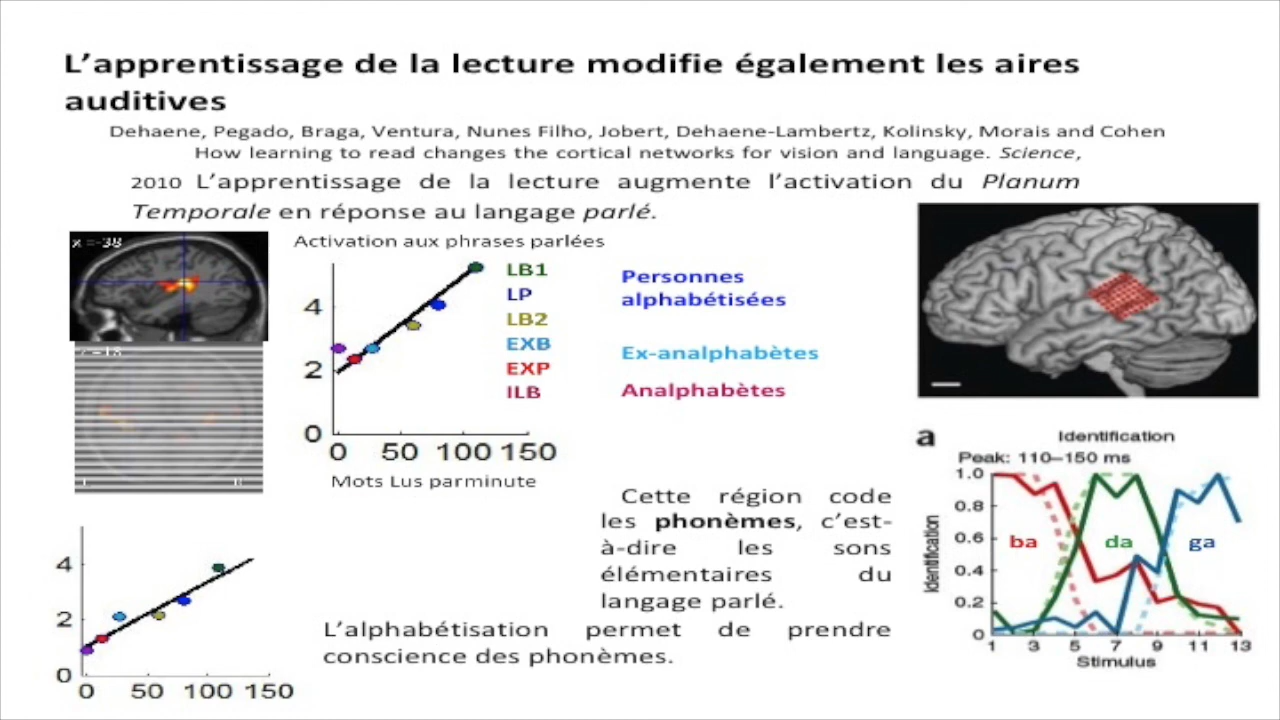 L'apprentissage de la lecture modifie également les aires
auditives
Dehaene, Pegado, Braga, Ventura, Nunes Filho, Jobert, Dehaene-Lambertz, Kolinsky, Morais and Cohen
How learning to read changes the cortical networks for vision and language. Science,
2010 L'apprentissage de la lecture augmente l'activation du Planum
Temporale en réponse au langage parlé.
x =-38
Activation aux phrases parlées
4
2
0
0 50 100 150
Mots Lus parminute
LB1
LP
LB2
EXB
EXP
ILB
Personnes
alphabétisées
Ex-analphabètes
Analphabètes
4
2
0
0 50 100 150
Cette région code
les phonèmes, c'est-
à-dire les sons
élémentaires du
langage parlé.
L'alphabétisation permet de prendre
conscience des phonèmes.
a
Identification
Peak: 110–150 ms
Identification
1.0
0.8
0.6
0.4
0.2
0
ba da ga
1 3 5 7 9 11 13
Stimulus